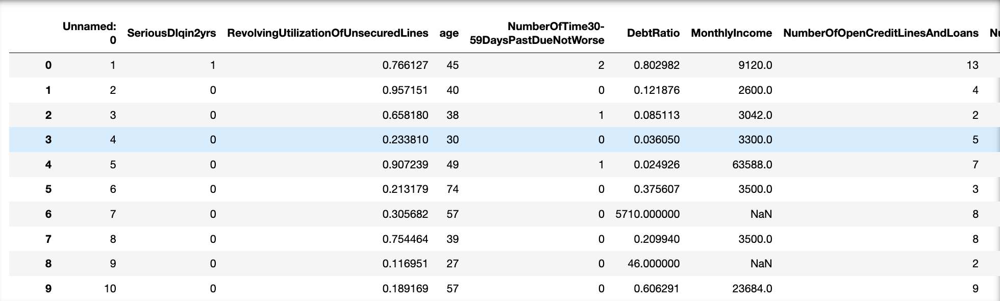 Unnamed: 0 SeriousDlqin2yrs RevolvingUtilizationOfUnsecuredLines age NumberOfTime30-59DaysPastDueNotWorse DebtRatio MonthlyIncome NumberOfOpenCreditLinesAndLoans Nu
0 1 1 0.766127 45 2 0.802982 9120.0 13
1 2 0 0.957151 40 0 0.121876 2600.0 4
2 3 0 0.658180 38 1 0.085113 3042.0 2
3 4 0 0.233810 30 0 0.036050 3300.0 5
4 5 0 0.907239 49 1 0.024926 63588.0 7
5 6 0 0.213179 74 0 0.375607 3500.0 3
6 7 0 0.305682 57 0 5710.000000 NaN 8
7 8 0 0.754464 39 0 0.209940 3500.0 8
8 9 0 0.116951 27 0 46.000000 NaN 2
9 10 0 0.189169 57 0 0.606291 23684.0 9